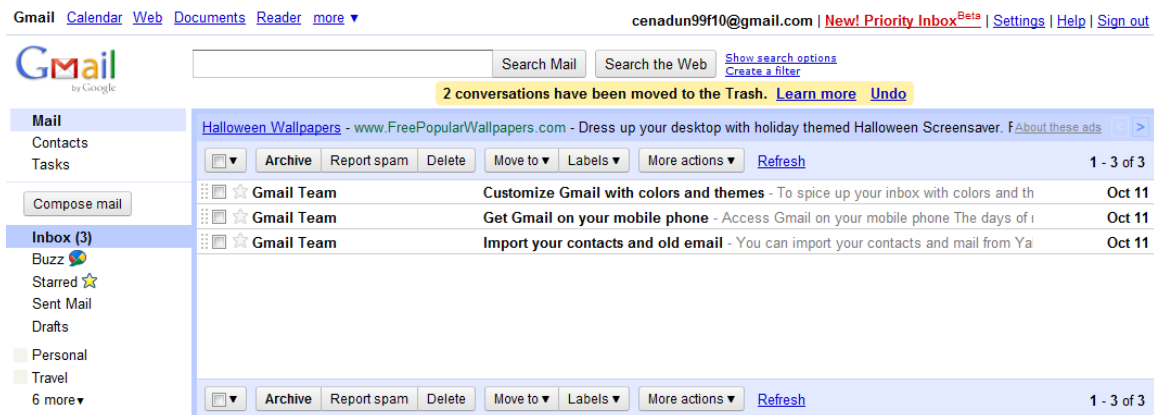 Gmail Calendar Web Documents Reader more ▼
cenadun99f10@gmail.com | New! Priority Inbox Beta | Settings | Help | Sign out
Gmail
by Google
Search Mail Search the Web Show search options
Create a filter
2 conversations have been moved to the Trash. Learn more Undo
Mail
Contacts
Tasks
Compose mail
Inbox (3)
Buzz
Starred
Sent Mail
Drafts
Personal
Travel
6 more▼
Halloween Wallpapers - www.FreePopularWallpapers.com - Dress up your desktop with holiday themed Halloween Screensaver. About these ads < >
▼ Archive Report spam Delete Move to ▼ Labels ▼ More actions ▼ Refresh 1 - 3 of 3
Gmail Team Customize Gmail with colors and themes - To spice up your inbox with colors and th Oct 11
Gmail Team Get Gmail on your mobile phone - Access Gmail on your mobile phone The days of Oct 11
Gmail Team Import your contacts and old email - You can import your contacts and mail from Ya Oct 11
▼ Archive Report spam Delete Move to ▼ Labels ▼ More actions ▼ Refresh 1 - 3 of 3